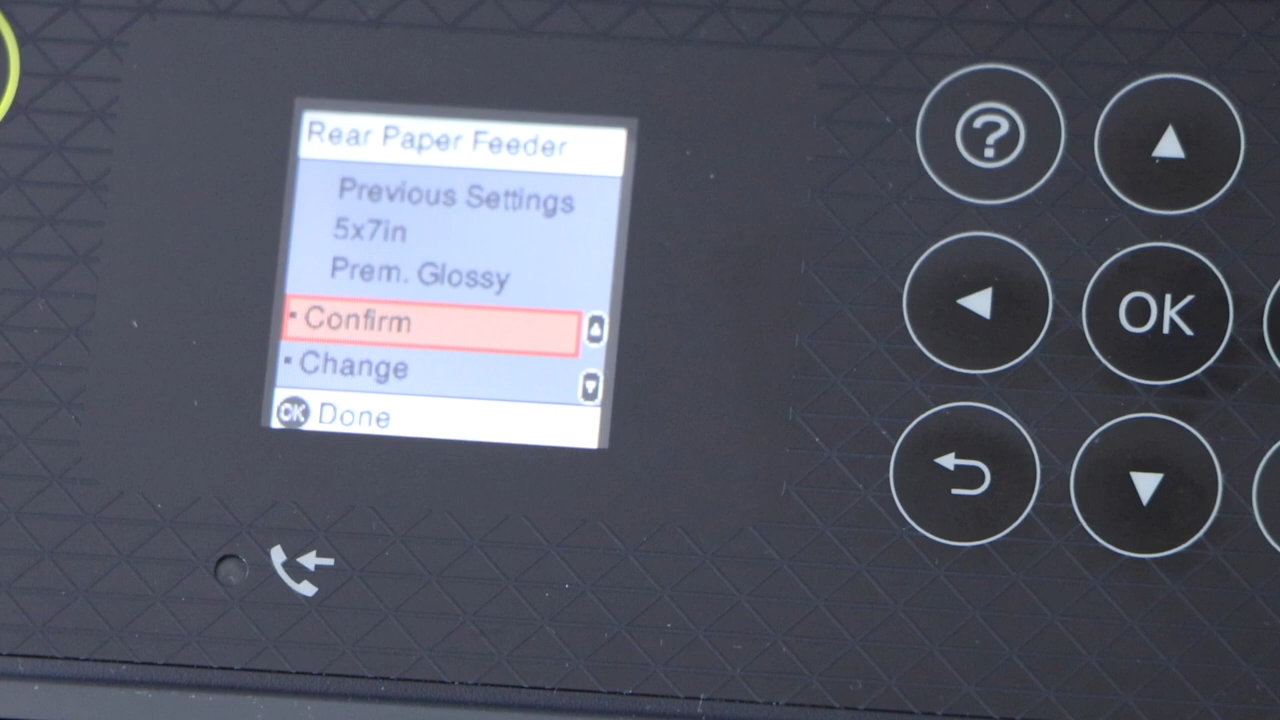 Rear Paper Feeder
Previous Settings
5x7in
Prem. Glossy
Confirm
Change
OK Done
?
OK